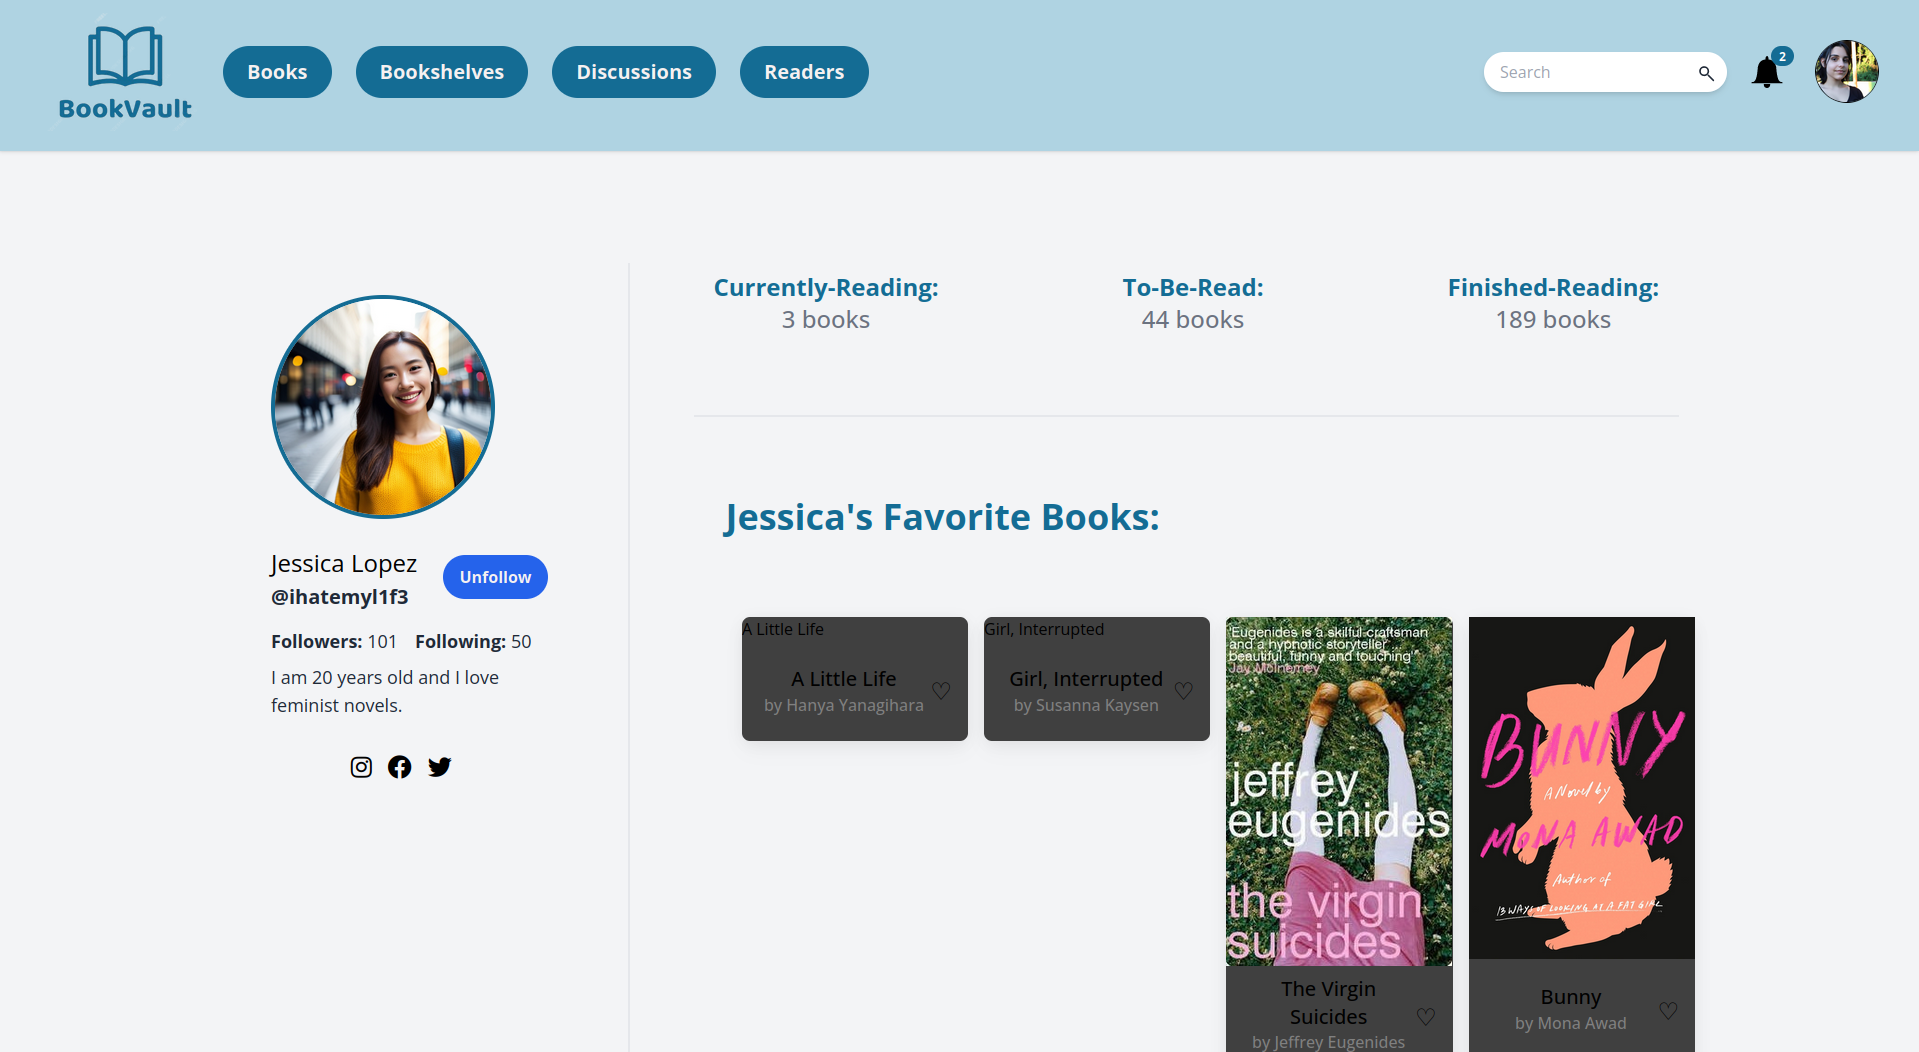 BookVault
Books
Bookshelves
Discussions
Readers
Search
2
Currently-Reading:
3 books
To-Be-Read:
44 books
Finished-Reading:
189 books
Jessica Lopez
@ihatemyl1f3
Unfollow
Followers: 101 Following: 50
I am 20 years old and I love
feminist novels.
Jessica's Favorite Books:
A Little Life
A Little Life
by Hanya Yanagihara
♡
Girl, Interrupted
Girl, Interrupted
by Susanna Kaysen
♡
'Eugenides is a skilful craftsman
and a hypnotic storyteller ...
beautiful, funny and touching'
Jay McInerney
jeffrey
eugenides
the virgin
suicides
The Virgin
Suicides
by Jeffrey Eugenides
♡
BUNNY
A Novel by
MONA AWAD
Author of
13 WAYS OF LOOKING AT A FAT GIRL
Bunny
by Mona Awad
♡